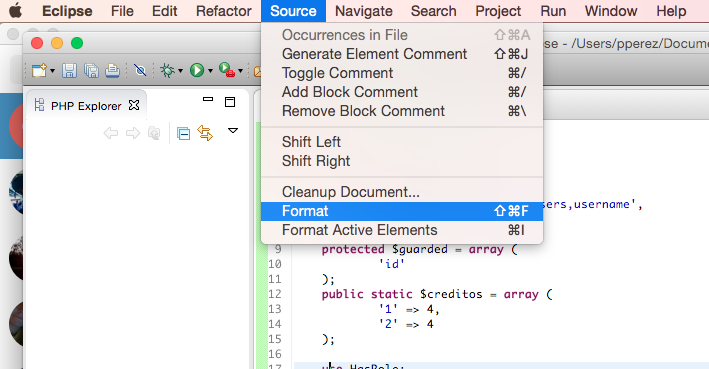 Eclipse File Edit Refactor Source Navigate Search Project Run Window Help
Occurrences in File ⇧⌘A
se - /Users/pperez/Docume
Generate Element Comment ⇧⌘J
Toggle Comment ⌘/
Add Block Comment ⌘/
PHP Explorer
Remove Block Comment ⌘\
Shift Left
Shift Right
Cleanup Document...
Format ⇧⌘F
sers,username',
Format Active Elements ⌘I
9 protected $guarded = array (
10 'id'
11 );
12 public static $creditos = array (
13 '1' => 4,
14 '2' => 4
15 );
16
17 use HasRole;